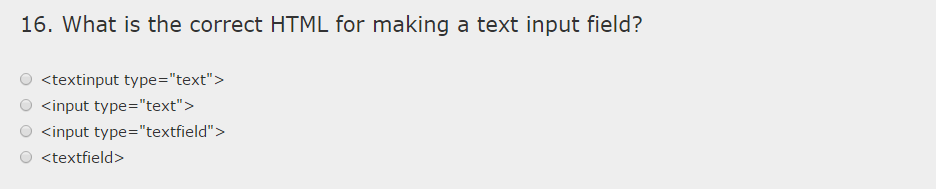 16. What is the correct HTML for making a text input field?
<textinput type="text">
<input type="text">
<input type="textfield">
<textfield>